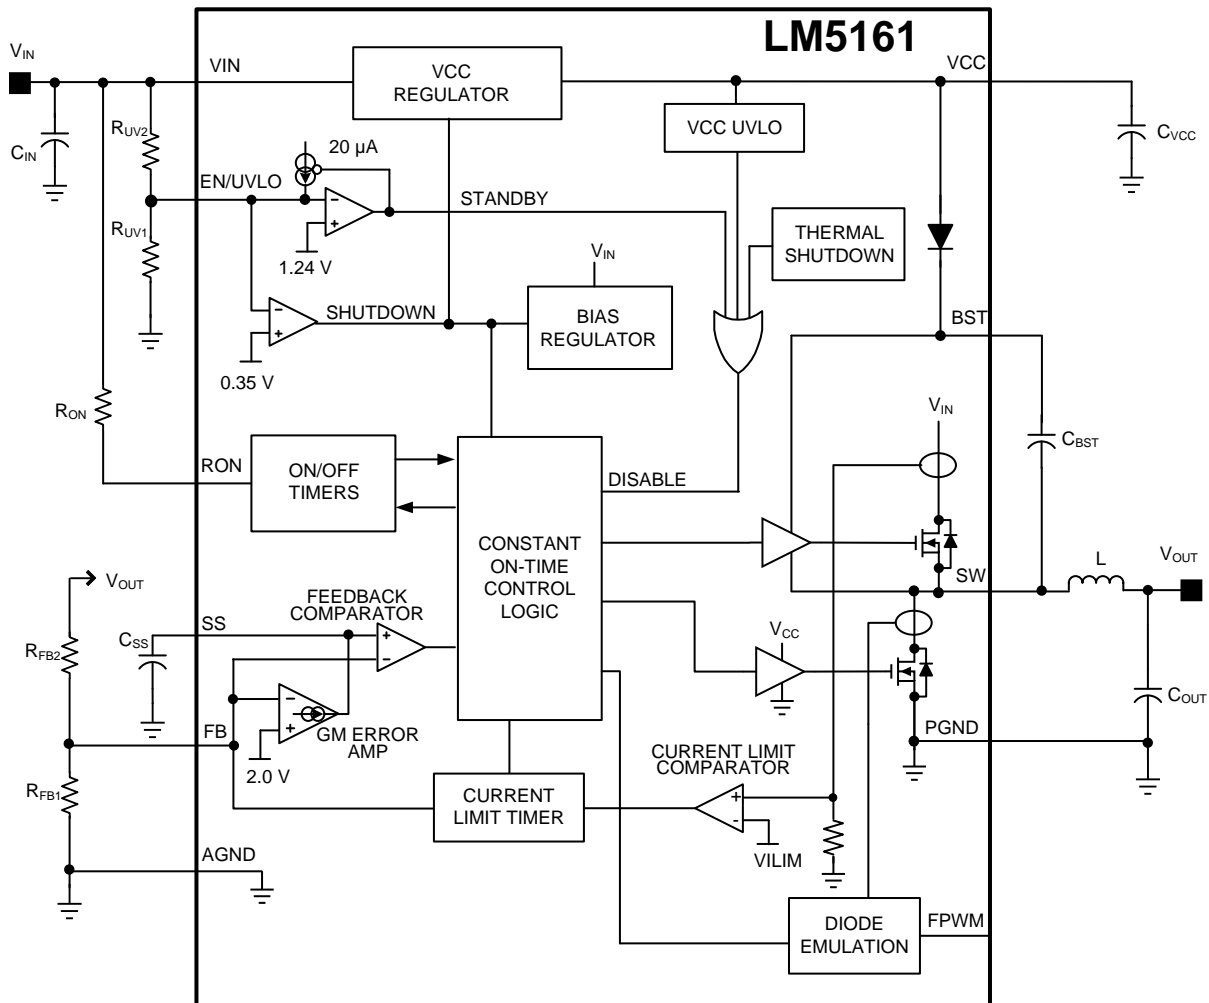 LM5161
VIN
VIN
VCC
REGULATOR
VCC
VCC UVLO
CVCC
RUV2
CIN
20 µA
EN/UVLO
STANDBY
RUV1
1.24 V
THERMAL
SHUTDOWN
VIN
SHUTDOWN
BIAS
REGULATOR
BST
0.35 V
RON
VIN
CBST
RON
ON/OFF
TIMERS
DISABLE
CONSTANT
ON-TIME
CONTROL
LOGIC
VOUT
L
SW
VOUT
FEEDBACK
COMPARATOR
SS
CSS
RFB2
VCC
COUT
FB
GM ERROR
AMP
2.0 V
PGND
CURRENT LIMIT
COMPARATOR
RFB1
CURRENT
LIMIT TIMER
VILIM
AGND
DIODE
EMULATION
FPWM